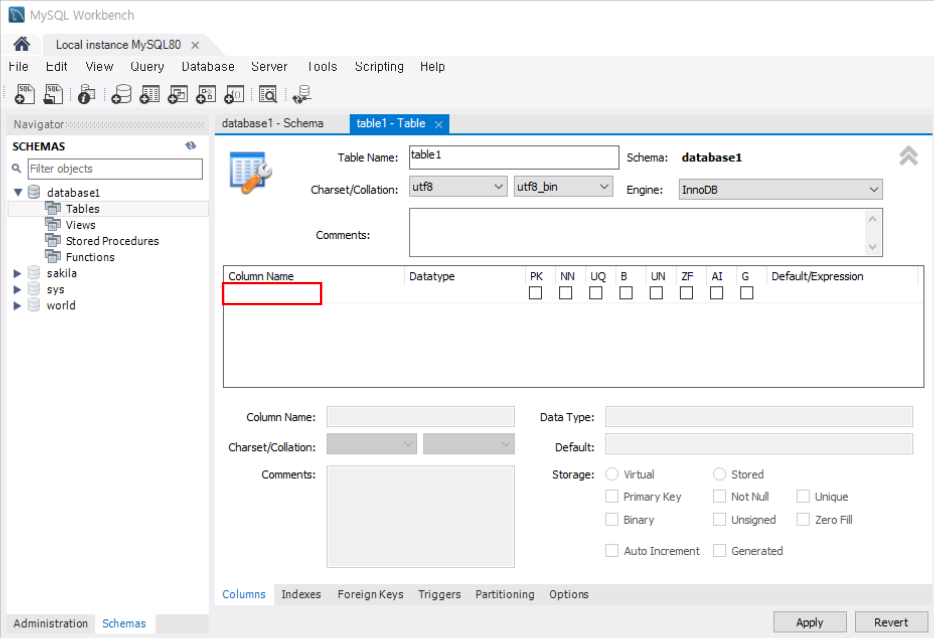 MySQL Workbench
Local instance MySQL80 ×
File Edit View Query Database Server Tools Scripting Help
Navigator
database1 - Schema
table1 - Table ×
SCHEMAS
Filter objects
database1
Tables
Views
Stored Procedures
Functions
sakila
sys
world
Table Name: table1 Schema: database1
Charset/Collation: utf8 utf8_bin Engine: InnoDB
Comments:
Column Name Datatype PK NN UQ B UN ZF AI G Default/Expression
Column Name: Data Type:
Charset/Collation: Default:
Comments: Storage: Virtual Stored
Primary Key Not Null Unique
Binary Unsigned Zero Fill
Auto Increment Generated
Columns Indexes Foreign Keys Triggers Partitioning Options
Administration Schemas
Apply Revert